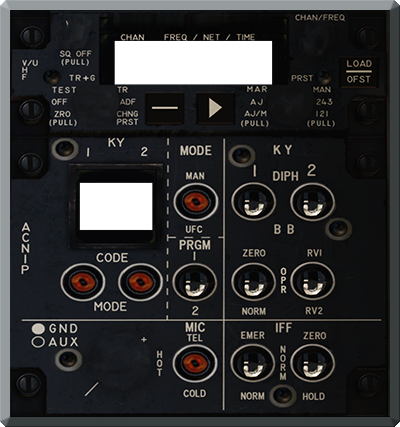 CHAN/FREQ
CHAN FREQ / NET / TIME
SQ OFF
(PULL)
V/U
HF
TR+G
PRST
LOAD
OFST
TEST TR MAR MAN
OFF ADF AJ 243
ZRO CHNG AJ/M 121
(PULL) PRST (PULL) (PULL)
KY MODE KY
1 2 1 DIPH 2
MAN
UFC BB
ACNIP
PRGM
1
CODE ZERO RV1
OPR
MODE 2 NORM RV2
GND MIC IFF
AUX + TEL EMER ZERO
HOT NORM
COLD NORM HOLD